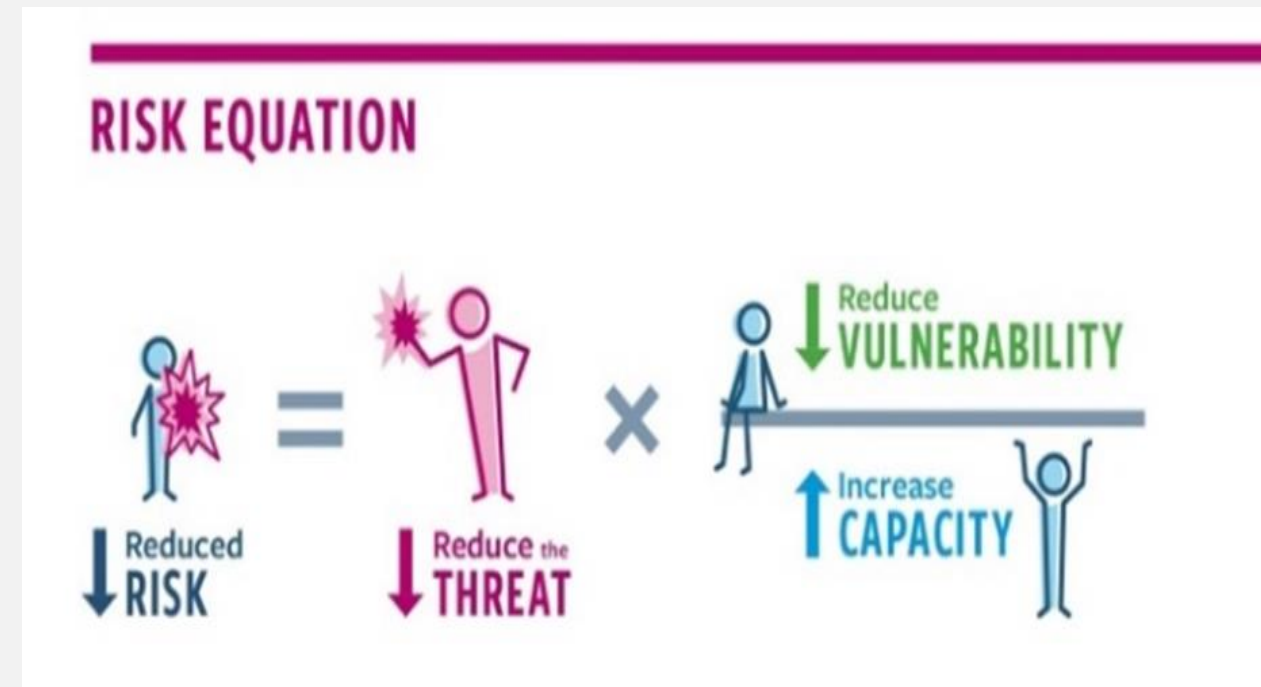 RISK EQUATION
Reduced
RISK
=
Reduce the
THREAT
×
Reduce
VULNERABILITY
Increase
CAPACITY